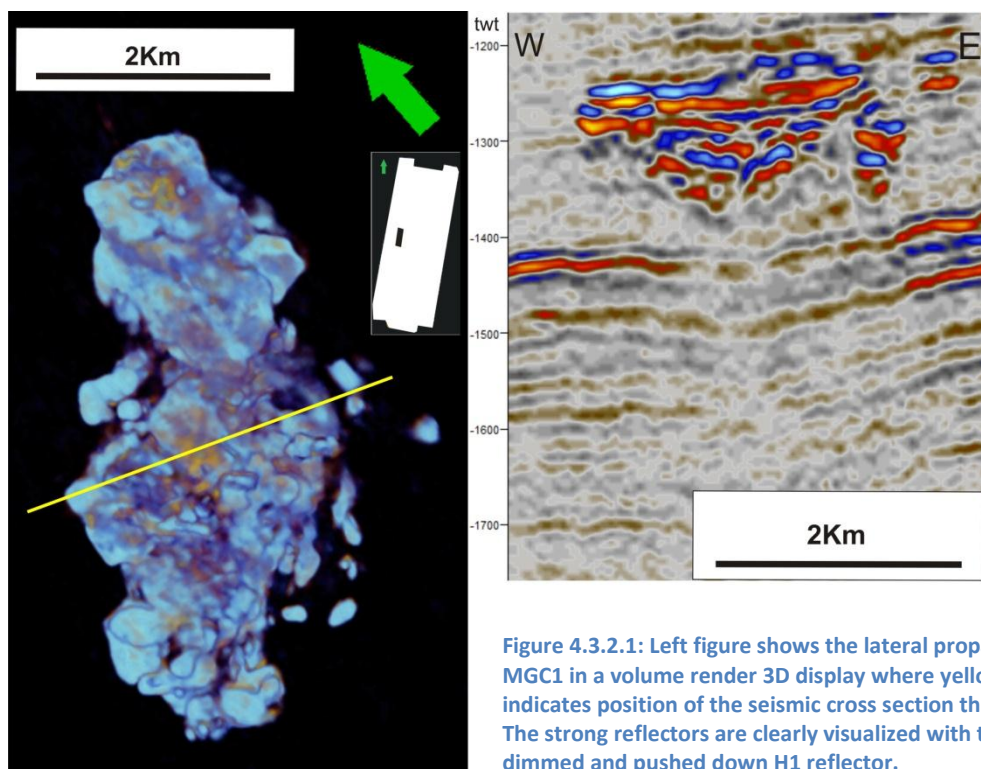 2Km
twt
W
E
-1200
-1300
-1400
-1500
-1600
-1700
2Km
Figure 4.3.2.1: Left figure shows the lateral prop
MGC1 in a volume render 3D display where yello
indicates position of the seismic cross section th
The strong reflectors are clearly visualized with t
dimmed and pushed down H1 reflector.